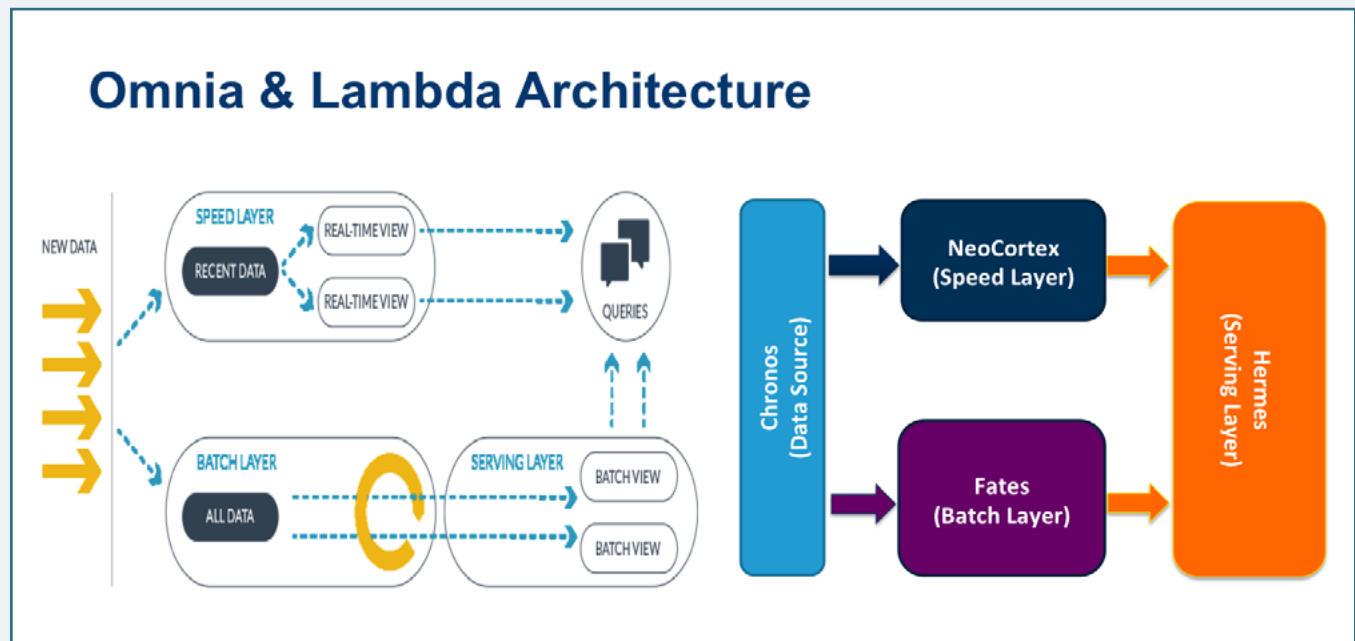 Omnia & Lambda Architecture
NEW DATA
SPEED LAYER
RECENT DATA
REAL-TIME VIEW
REAL-TIME VIEW
QUERIES
BATCH LAYER
ALL DATA
SERVING LAYER
BATCH VIEW
BATCH VIEW
Chronos
(Data Source)
NeoCortex
(Speed Layer)
Fates
(Batch Layer)
Hermes
(Serving Layer)